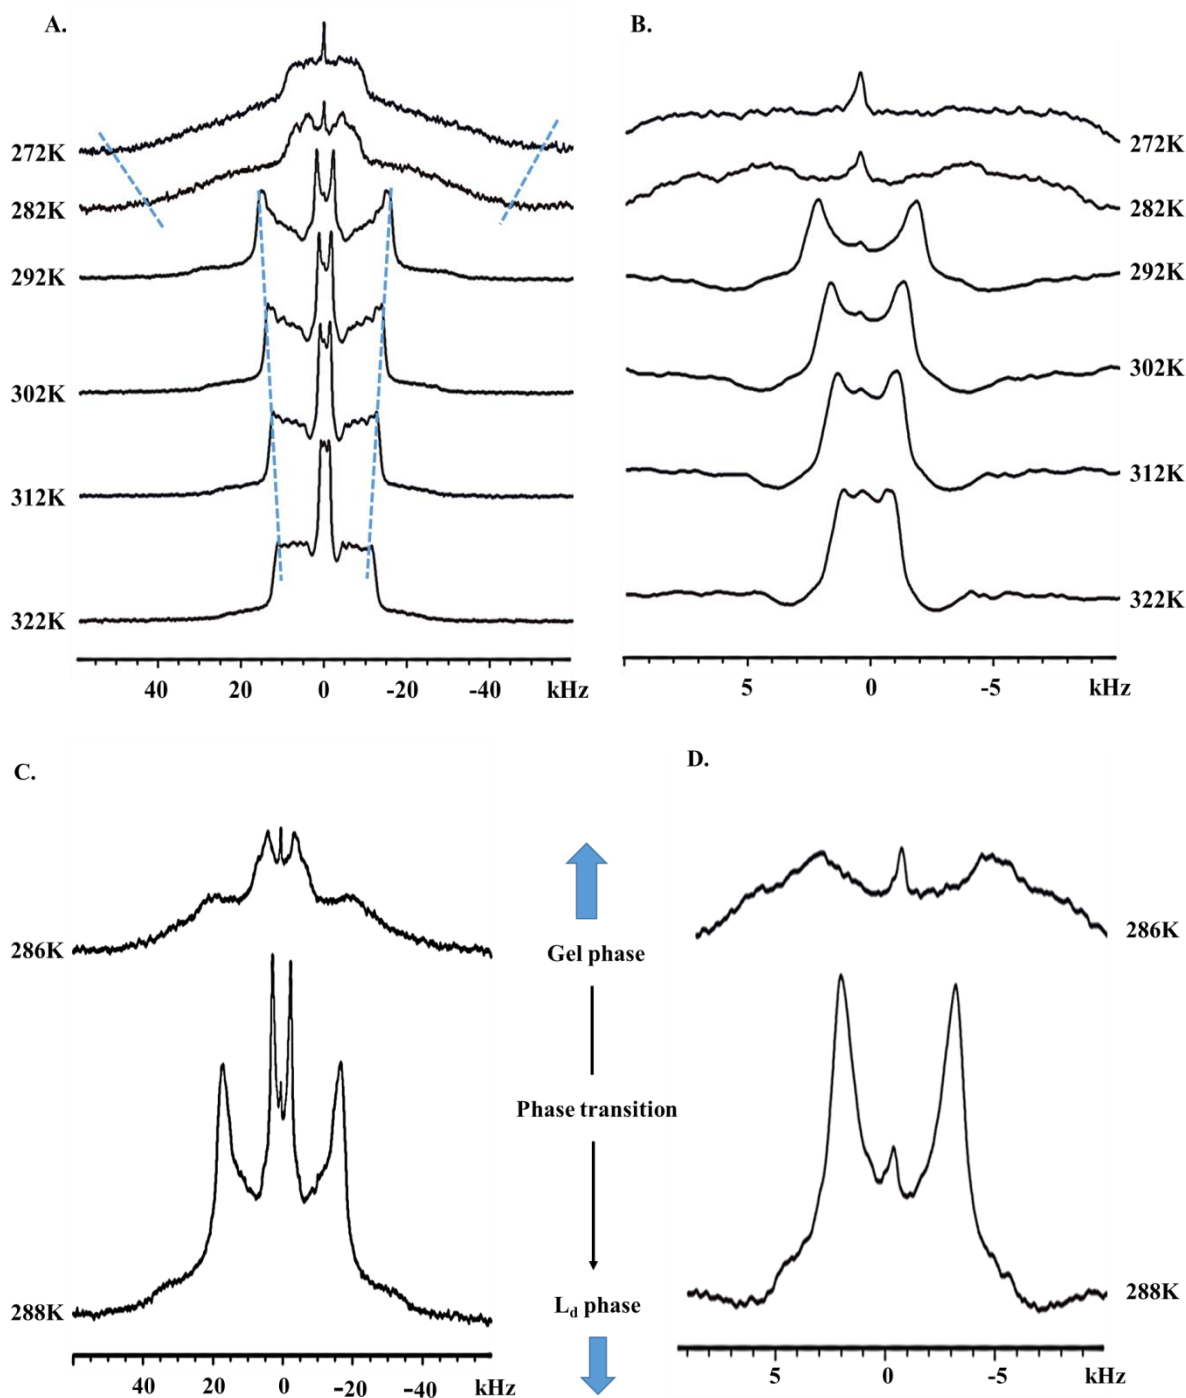 A.
B.
272K
282K
292K
302K
312K
322K
40 20 0 -20 -40 kHz
272K
282K
292K
302K
312K
322K
5 0 -5 kHz
C.
D.
286K
288K
40 20 0 -20 -40 kHz
Gel phase
Phase transition
Ld phase
286K
288K
5 0 -5 kHz